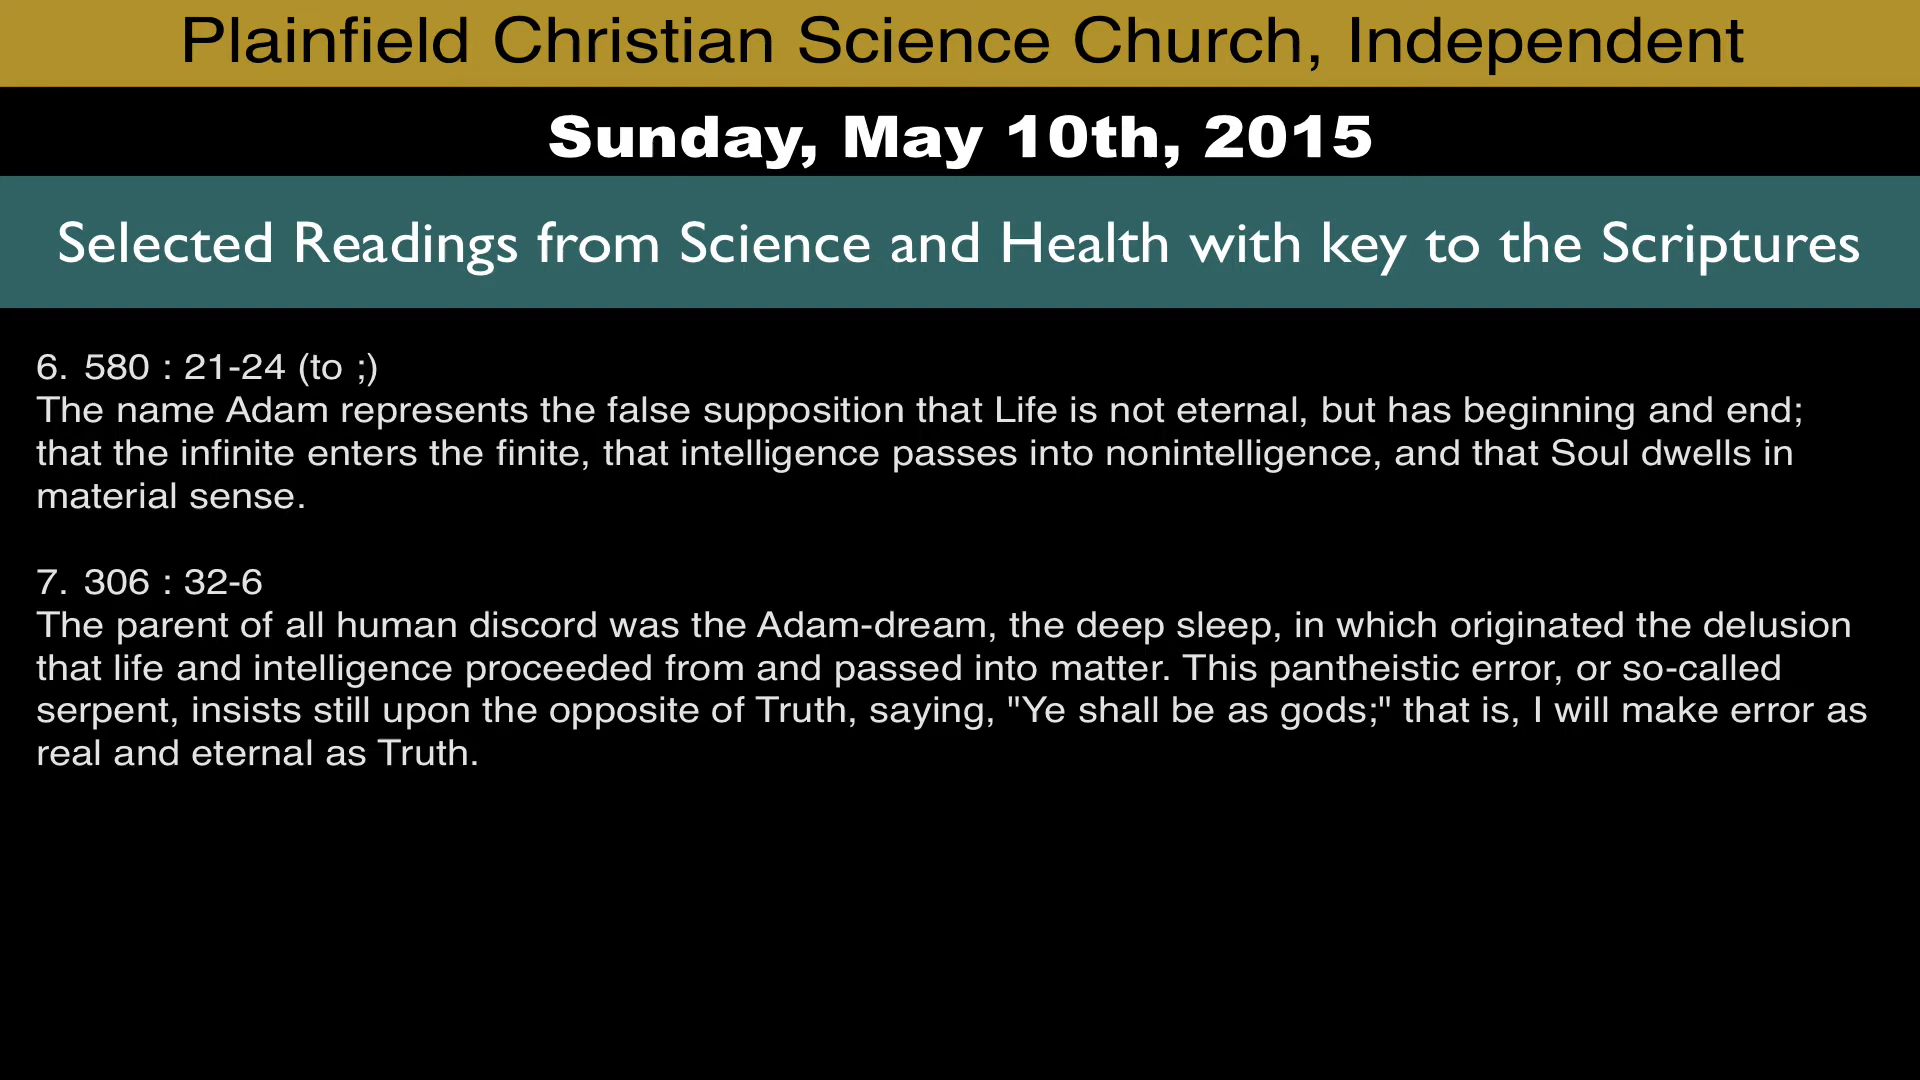 Plainfield Christian Science Church, Independent
Sunday, May 10th, 2015
Selected Readings from Science and Health with key to the Scriptures
6. 580 : 21-24 (to ;)
The name Adam represents the false supposition that Life is not eternal, but has beginning and end;
that the infinite enters the finite, that intelligence passes into nonintelligence, and that Soul dwells in
material sense.
7. 306 : 32-6
The parent of all human discord was the Adam-dream, the deep sleep, in which originated the delusion
that life and intelligence proceeded from and passed into matter. This pantheistic error, or so-called
serpent, insists still upon the opposite of Truth, saying, "Ye shall be as gods;" that is, I will make error as
real and eternal as Truth.